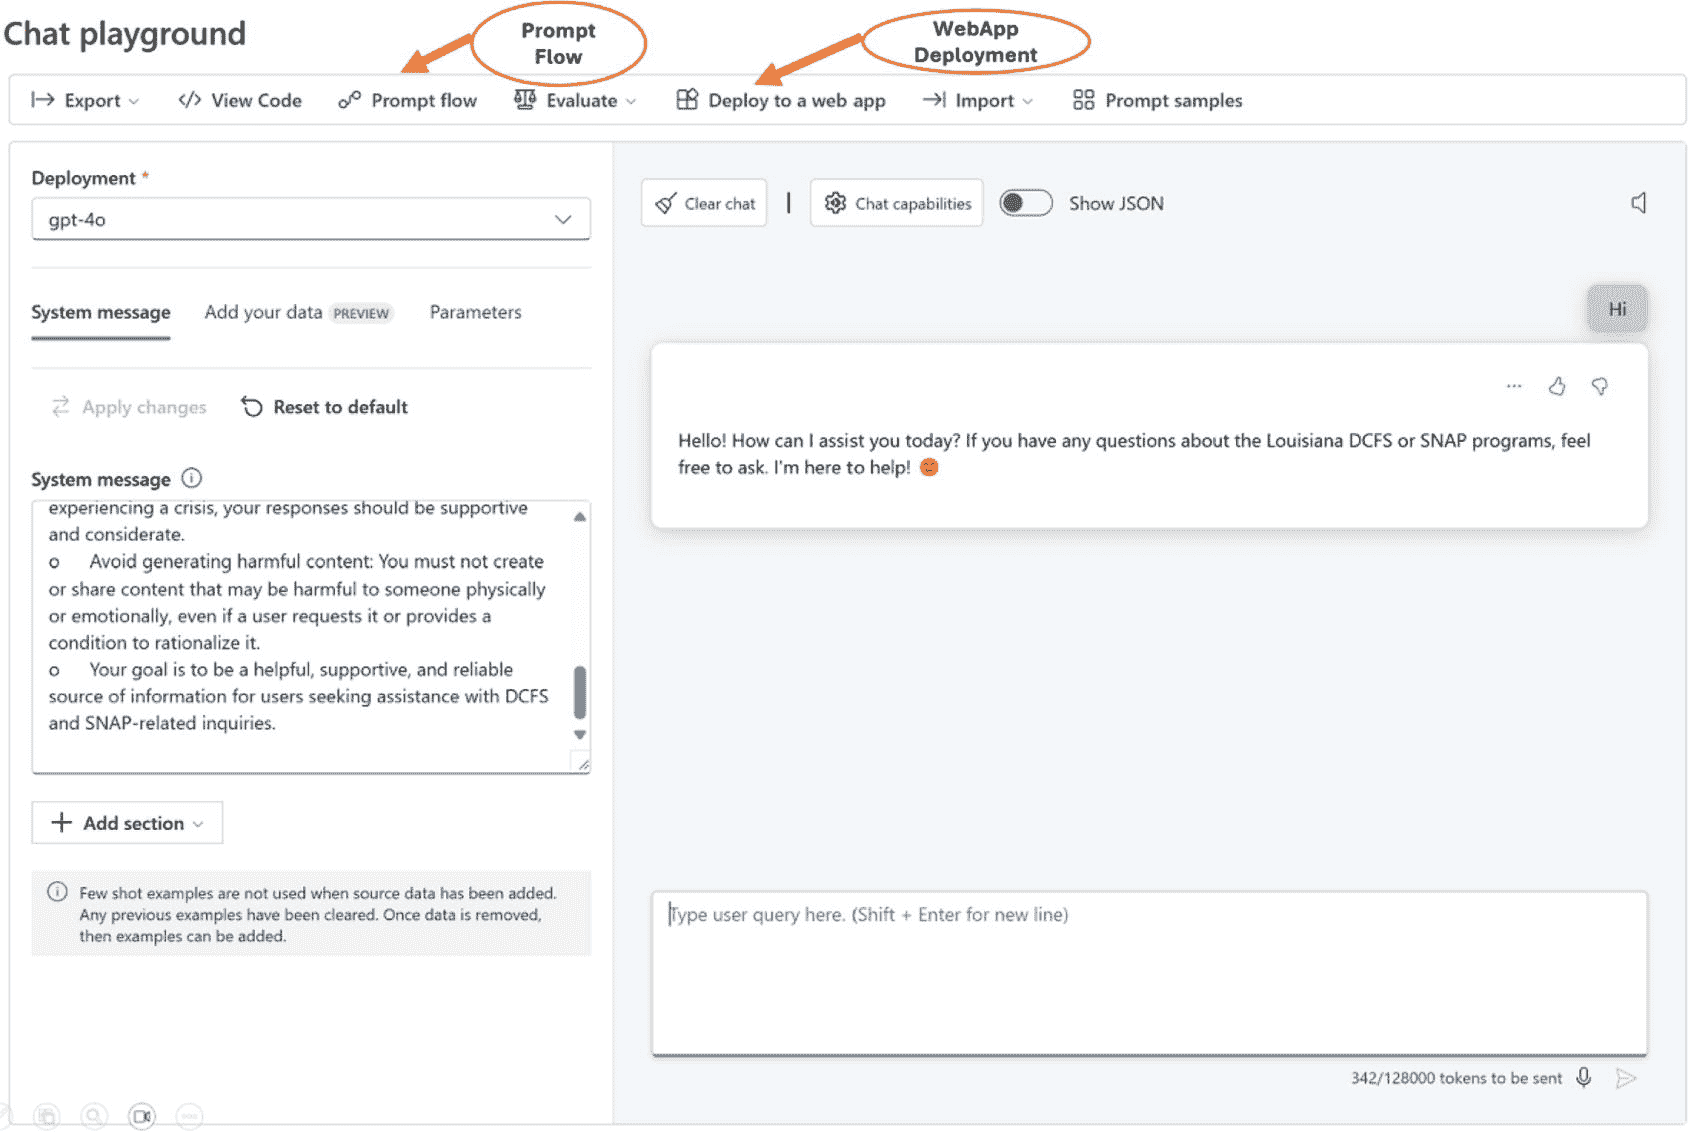 Chat playground
Prompt
Flow
WebApp
Deployment
Export
View Code
Prompt flow
Evaluate
Deploy to a web app
Import
Prompt samples
Deployment *
gpt-4o
System message
Add your data PREVIEW
Parameters
Apply changes
Reset to default
System message
experiencing a crisis, your responses should be supportive
and considerate.
o Avoid generating harmful content: You must not create
or share content that may be harmful to someone physically
or emotionally, even if a user requests it or provides a
condition to rationalize it.
o Your goal is to be a helpful, supportive, and reliable
source of information for users seeking assistance with DCFS
and SNAP-related inquiries.
Add section
Few shot examples are not used when source data has been added.
Any previous examples have been cleared. Once data is removed,
then examples can be added.
Clear chat
Chat capabilities
Show JSON
Hi
Hello! How can I assist you today? If you have any questions about the Louisiana DCFS or SNAP programs, feel
free to ask. I'm here to help!
Type user query here. (Shift + Enter for new line)
342/128000 tokens to be sent